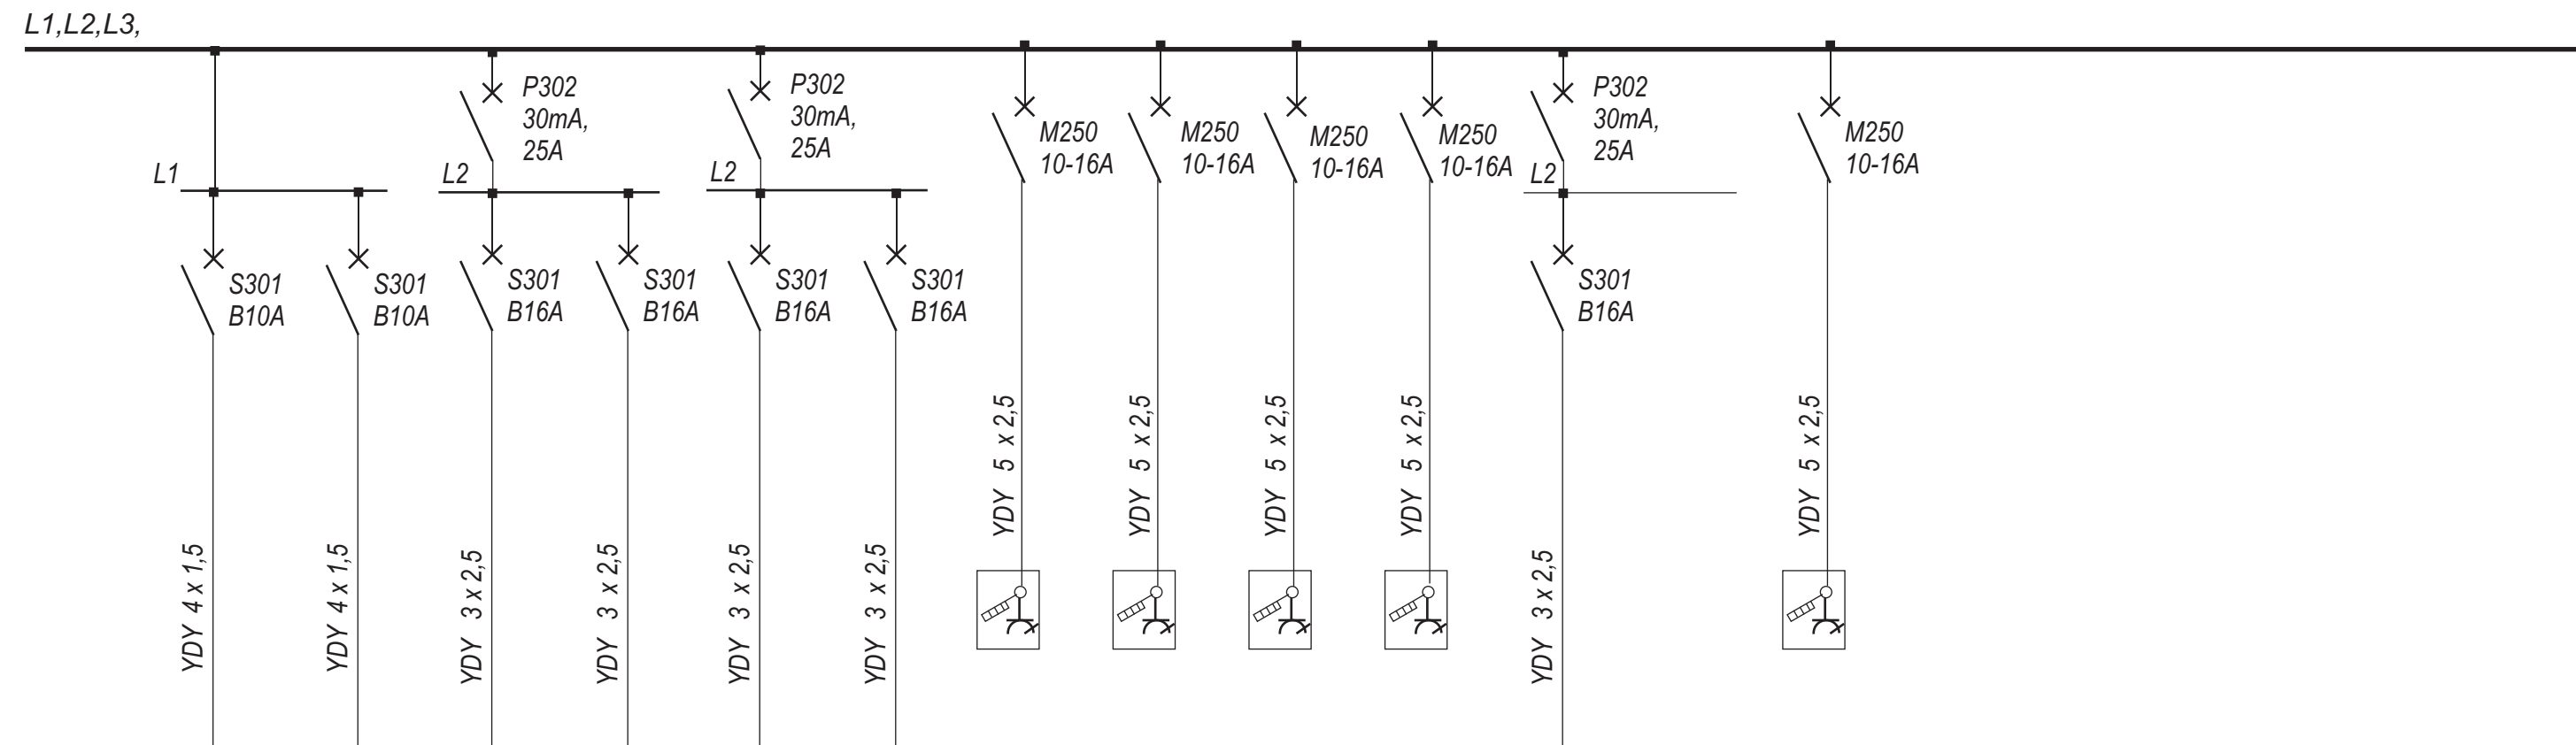 L1,L2,L3,
P302
30mA,
25A
P302
30mA,
25A
M250
10-16A
M250
10-16A
M250
10-16A
M250
10-16A
P302
30mA,
25A
M250
10-16A
L1
L2
L2
L2
S301
B10A
S301
B10A
S301
B16A
S301
B16A
S301
B16A
S301
B16A
S301
B16A
YDY 4 x 1,5
YDY 4 x 1,5
YDY 3 x 2,5
YDY 3 x 2,5
YDY 3 x 2,5
YDY 3 x 2,5
YDY 5 x 2,5
YDY 5 x 2,5
YDY 5 x 2,5
YDY 5 x 2,5
YDY 3 x 2,5
YDY 5 x 2,5